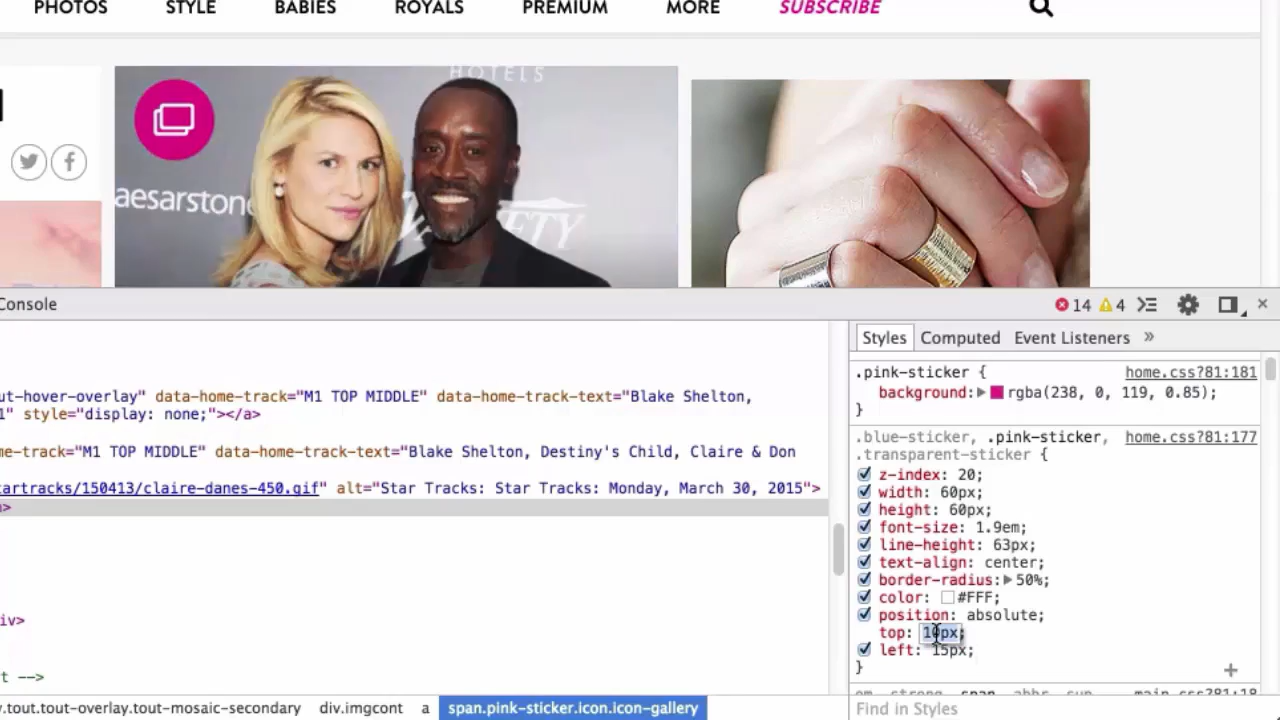 PHOTOS STYLE BABIES ROYALS PREMIUM MORE SUBSCRIBE
HOTELS
aesarstone
VARIETY
Console
14 4
Styles Computed Event Listeners »
.pink-sticker { home.css?81:181
background: rgba(238, 0, 119, 0.85);
}
ut-hover-overlay" data-home-track="M1 TOP MIDDLE" data-home-track-text="Blake Shelton,
1" style="display: none;"></a>
me-track="M1 TOP MIDDLE" data-home-track-text="Blake Shelton, Destiny's Child, Claire & Don
tartracks/150413/claire-danes-450.gif" alt="Star Tracks: Star Tracks: Monday, March 30, 2015">
>
iv>
t -->
.blue-sticker, .pink-sticker, home.css?81:177
.transparent-sticker {
z-index: 20;
width: 60px;
height: 60px;
font-size: 1.9em;
line-height: 63px;
text-align: center;
border-radius: 50%;
color: #FFF;
position: absolute;
top: 10px;
left: 15px;
}
.tout.tout-overlay.tout-mosaic-secondary div.imgcont a span.pink-sticker.icon.icon-gallery
Find in Styles